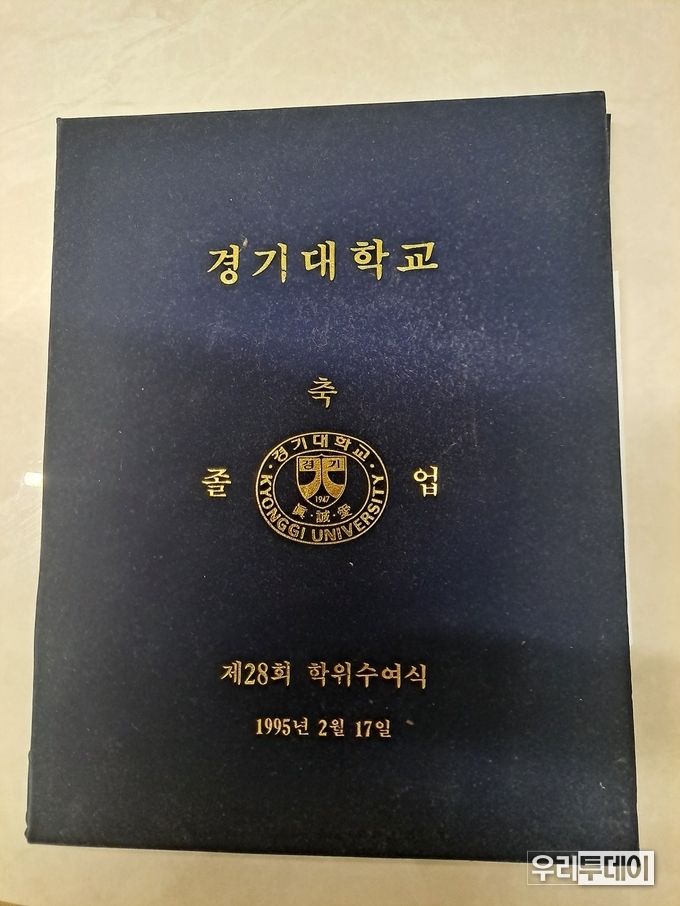 경기대학교
축
졸 업
·경기대학교·
경 기
1947
眞·誠·愛
KYONGGI UNIVERSITY
제28회 학위수여식
1995년 2월 17일
우리투데이